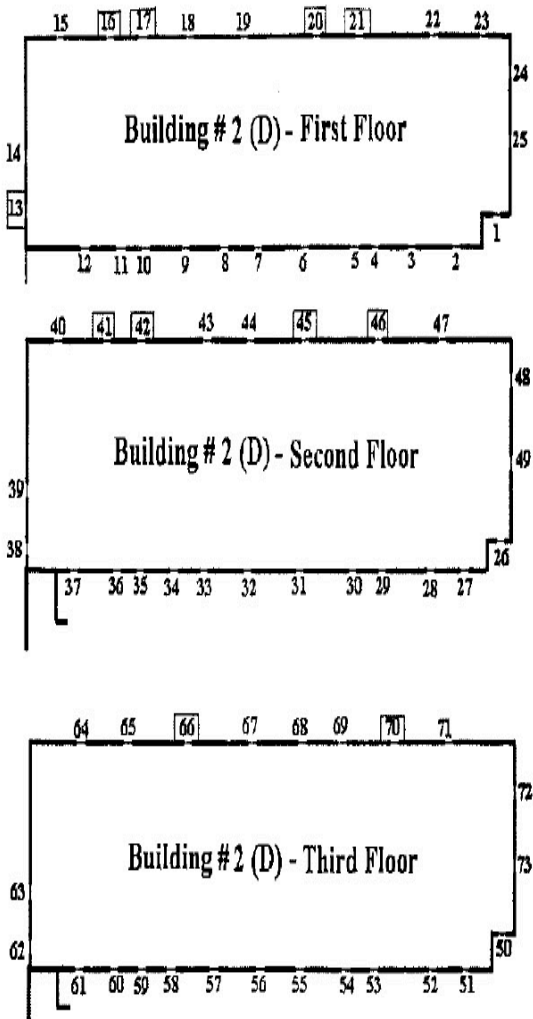 15 16 17 18 19 20 21 22 23
24
Building # 2 (D) - First Floor
25
14
13
1
12 11 10 9 8 7 6 5 4 3 2
40 41 42 43 44 45 46 47
48
Building # 2 (D) - Second Floor
49
39
38
26
37 36 35 34 33 32 31 30 29 28 27
64 65 66 67 68 69 70 71
72
Building # 2 (D) - Third Floor
73
63
62
50
61 60 59 58 57 56 55 54 53 52 51